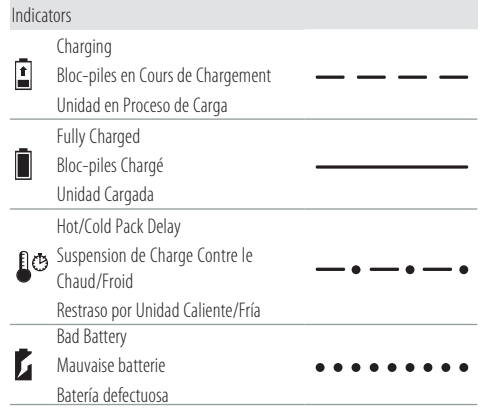 Indicators
Charging
Bloc-piles en Cours de Chargement
Unidad en Proceso de Carga
Fully Charged
Bloc-piles Chargé
Unidad Cargada
Hot/Cold Pack Delay
Suspension de Charge Contre le
Chaud/Froid
Restraso por Unidad Caliente/Fría
Bad Battery
Mauvaise batterie
Batería defectuosa